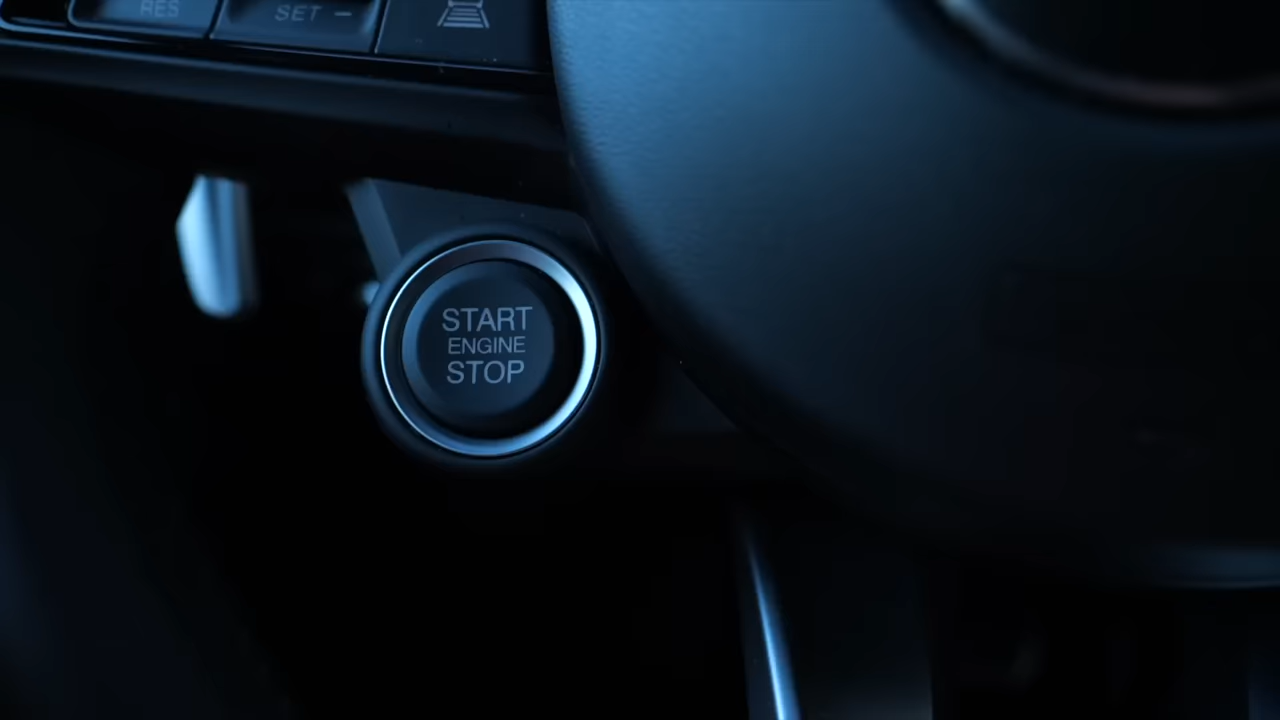 RES
SET –
START
ENGINE
STOP